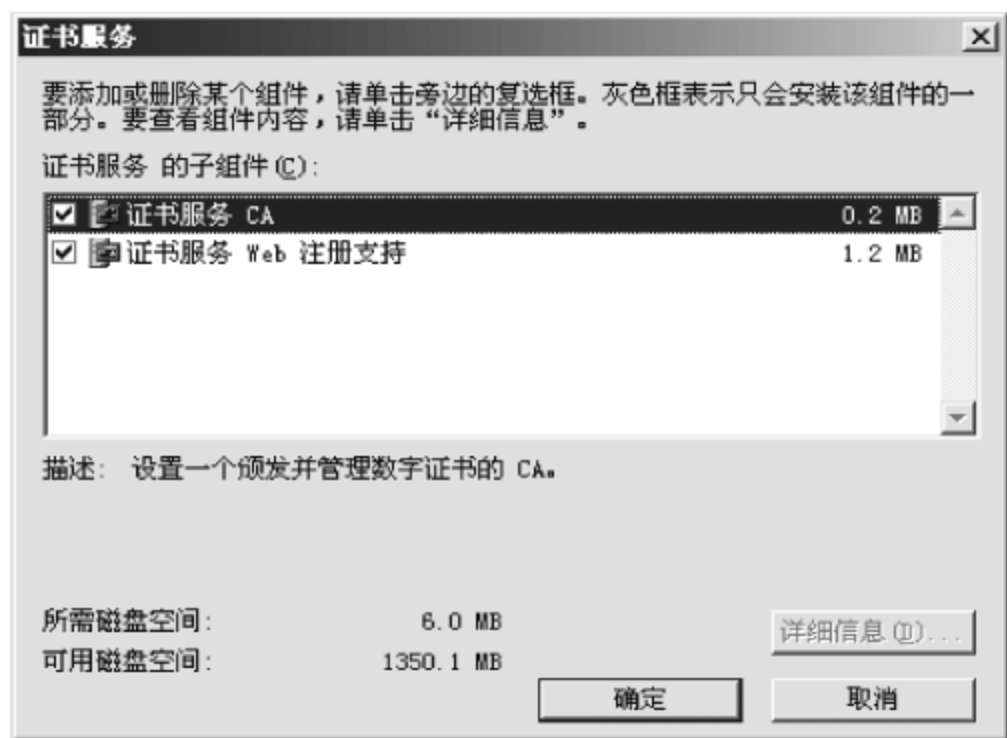 证书服务
要添加或删除某个组件，请单击旁边的复选框。灰色框表示只会安装该组件的一
部分。要查看组件内容，请单击“详细信息”。
证书服务 的子组件(C):
证书服务 CA 0.2 MB
证书服务 Web 注册支持 1.2 MB
描述: 设置一个颁发并管理数字证书的 CA。
所需磁盘空间: 6.0 MB
详细信息(D)...
可用磁盘空间: 1350.1 MB
确定 取消